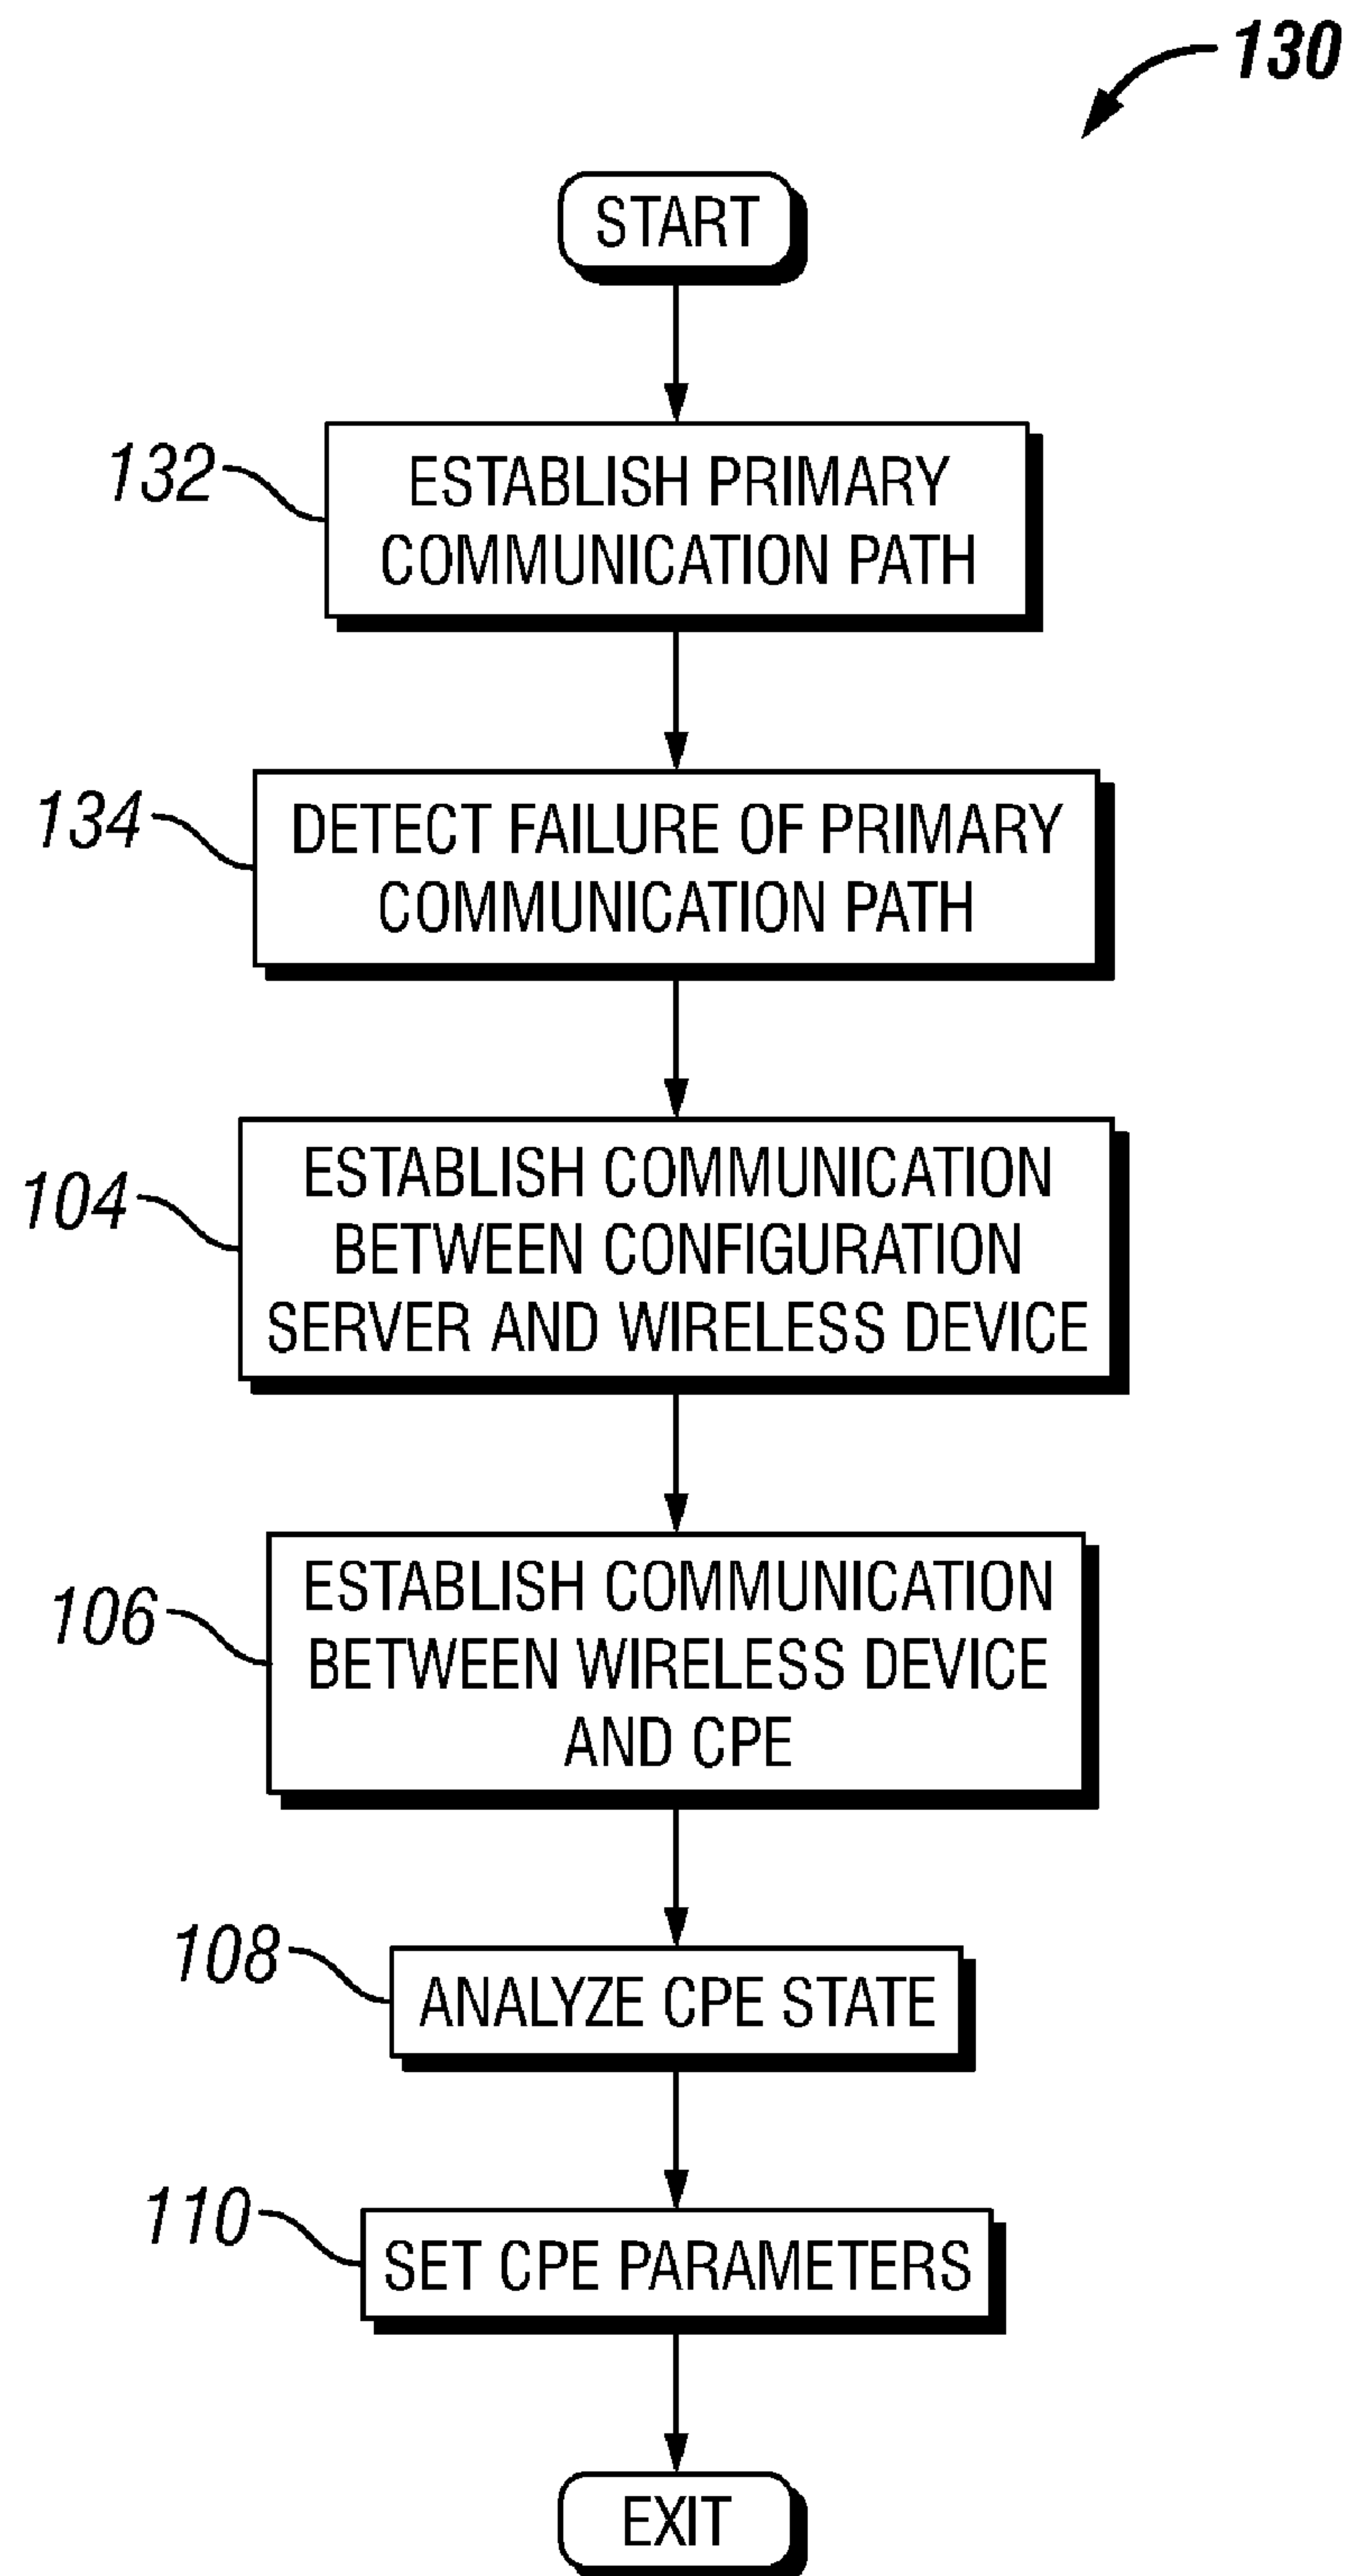 130
START
132
ESTABLISH PRIMARY
COMMUNICATION PATH
134
DETECT FAILURE OF PRIMARY
COMMUNICATION PATH
104
ESTABLISH COMMUNICATION
BETWEEN CONFIGURATION
SERVER AND WIRELESS DEVICE
106
ESTABLISH COMMUNICATION
BETWEEN WIRELESS DEVICE
AND CPE
108
ANALYZE CPE STATE
110
SET CPE PARAMETERS
EXIT